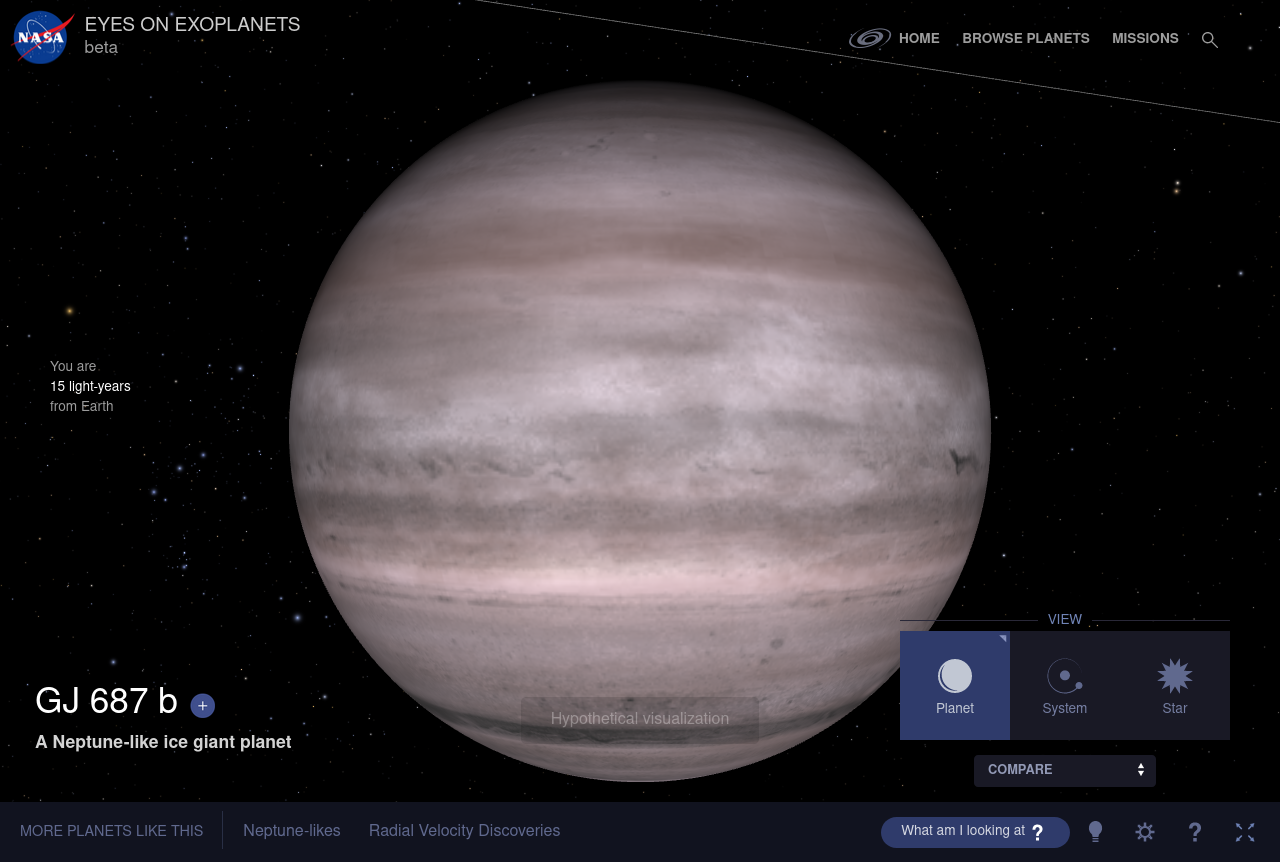 NASA
EYES ON EXOPLANETS
beta
HOME
BROWSE PLANETS
MISSIONS
You are
15 light-years
from Earth
VIEW
Planet
System
Star
GJ 687 b +
A Neptune-like ice giant planet
Hypothetical visualization
COMPARE
MORE PLANETS LIKE THIS
Neptune-likes
Radial Velocity Discoveries
What am I looking at ?
?